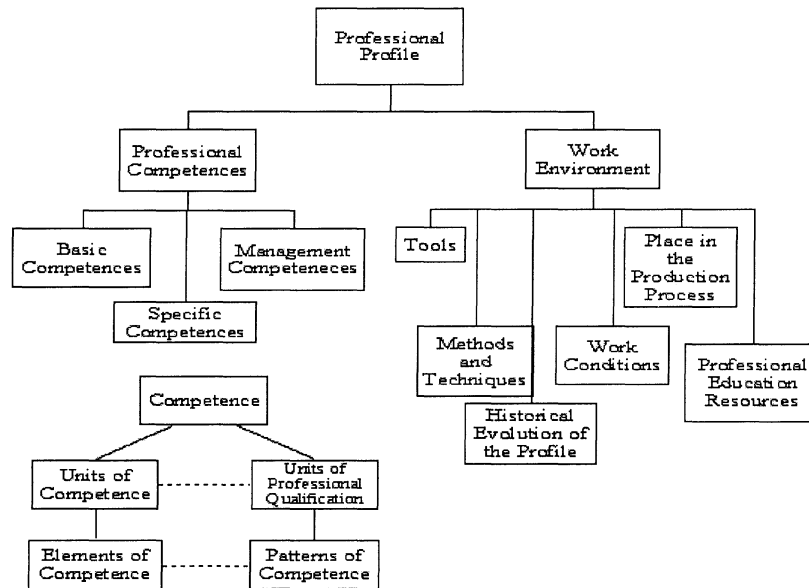 Professional
Profile
Professional
Competences
Work
Environment
Basic
Competences
Management
Competeneces
Specific
Competences
Tools
Place in
the
Production
Process
Methods
and
Techniques
Work
Conditions
Professional
Education
Resources
Historical
Evolution of
the Profile
Competence
Units of
Competence
Units of
Professional
Qualification
Elements of
Competence
Patterns of
Competence